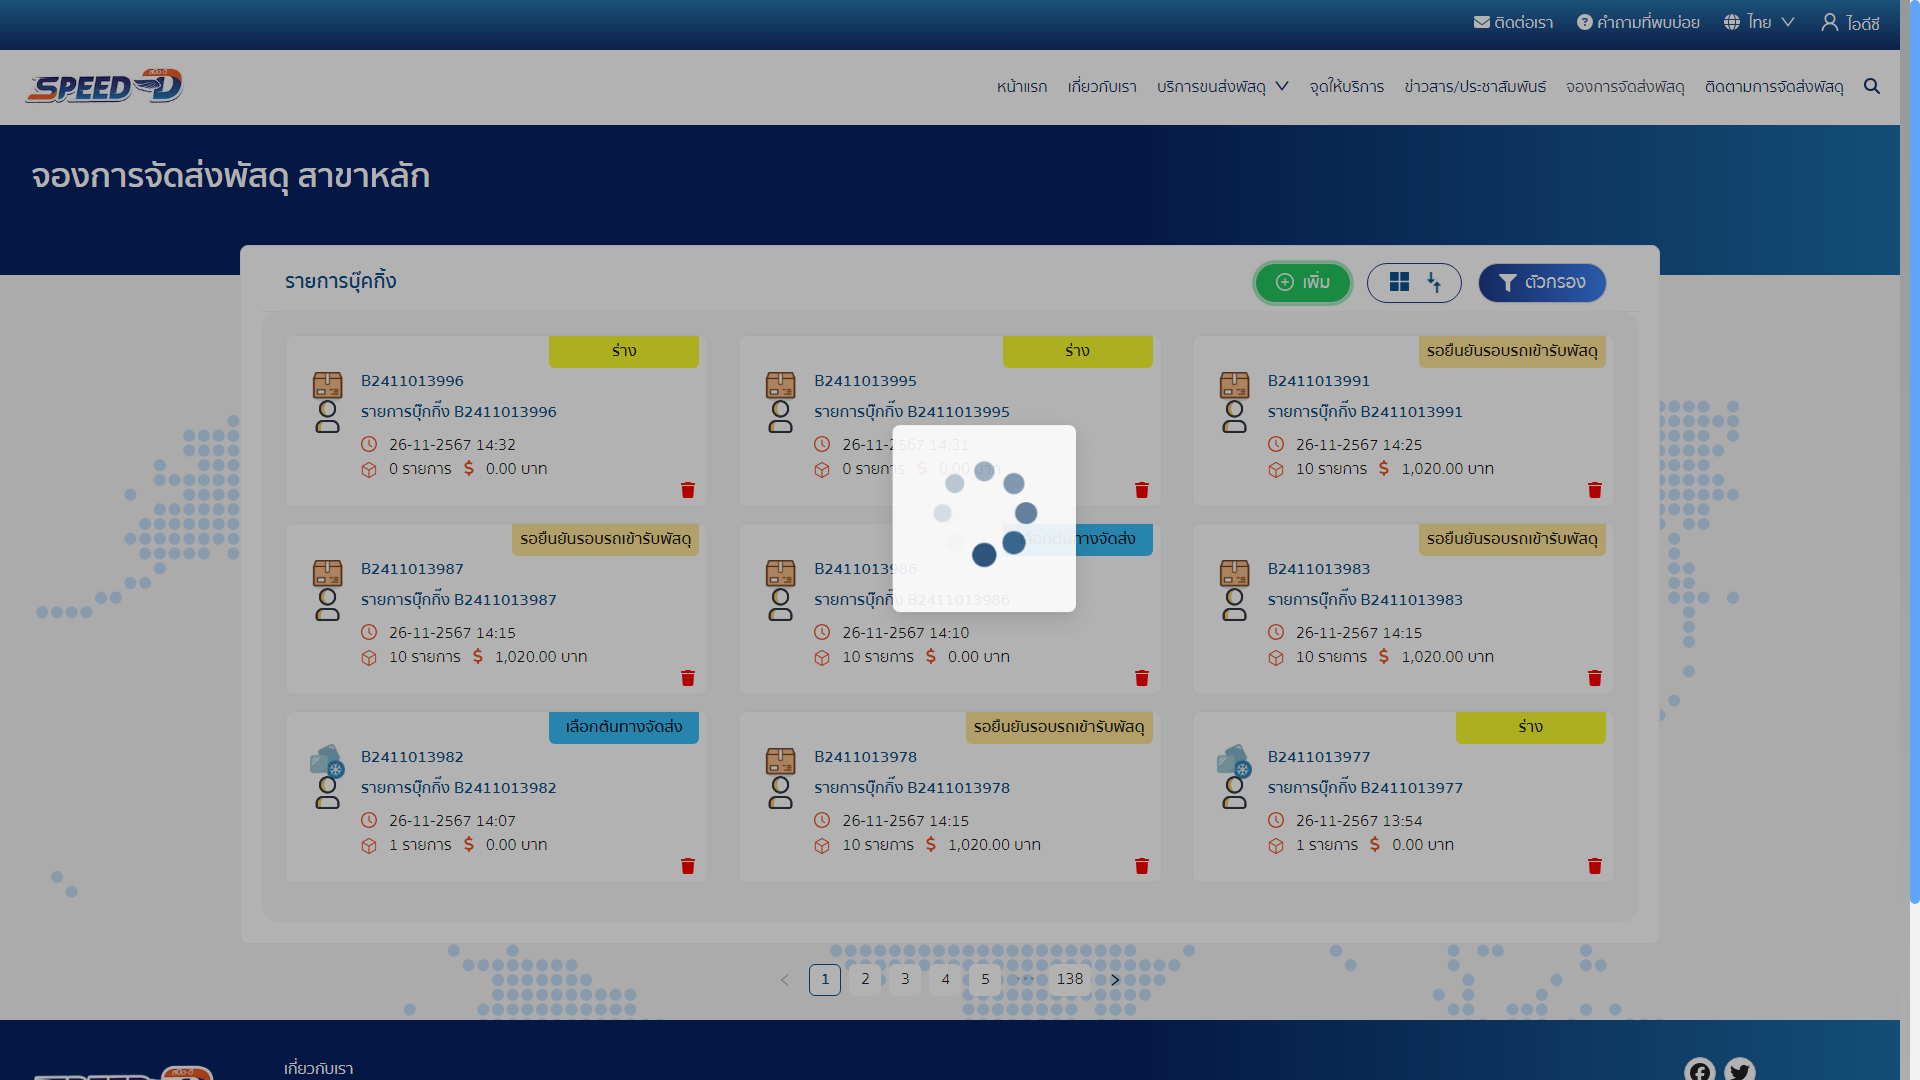 ติดต่อเรา คำถามที่พบบ่อย ไทย ไอดีซี
สปีด-ดี
SPEED-D
หน้าแรก เกี่ยวกับเรา บริการขนส่งพัสดุ จุดให้บริการ ข่าวสาร/ประชาสัมพันธ์ จองการจัดส่งพัสดุ ติดตามการจัดส่งพัสดุ
จองการจัดส่งพัสดุ สาขาหลัก
รายการบุ๊คกิ้ง
เพิ่ม
ตัวกรอง
ร่าง
B2411013996
รายการบุ๊กกิ๊ง B2411013996
26-11-2567 14:32
0 รายการ $ 0.00 บาท
ร่าง
B2411013995
รายการบุ๊กกิ๊ง B2411013995
26-11-2567 14:31
0 รายการ $ 0.00 บาท
รอยืนยันรอบรถเข้ารับพัสดุ
B2411013991
รายการบุ๊กกิ๊ง B2411013991
26-11-2567 14:25
10 รายการ $ 1,020.00 บาท
รอยืนยันรอบรถเข้ารับพัสดุ
B2411013987
รายการบุ๊กกิ๊ง B2411013987
26-11-2567 14:15
10 รายการ $ 1,020.00 บาท
เลือกต้นทางจัดส่ง
B2411013986
รายการบุ๊กกิ๊ง B2411013986
26-11-2567 14:10
10 รายการ $ 0.00 บาท
รอยืนยันรอบรถเข้ารับพัสดุ
B2411013983
รายการบุ๊กกิ๊ง B2411013983
26-11-2567 14:15
10 รายการ $ 1,020.00 บาท
เลือกต้นทางจัดส่ง
B2411013982
รายการบุ๊กกิ๊ง B2411013982
26-11-2567 14:07
1 รายการ $ 0.00 บาท
รอยืนยันรอบรถเข้ารับพัสดุ
B2411013978
รายการบุ๊กกิ๊ง B2411013978
26-11-2567 14:15
10 รายการ $ 1,020.00 บาท
ร่าง
B2411013977
รายการบุ๊กกิ๊ง B2411013977
26-11-2567 13:54
1 รายการ $ 0.00 บาท
< 1 2 3 4 5 ••• 138 >
เกี่ยวกับเรา
สปีด-ดี
SPEED-D